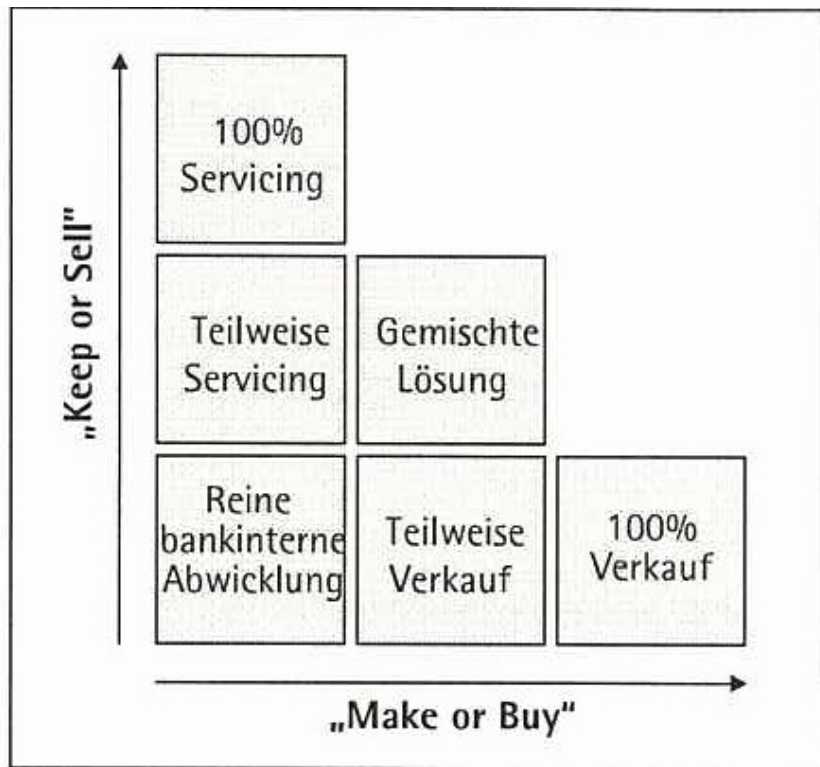 100%
Servicing
Teilweise
Servicing
Gemischte
Lösung
Reine
bankinterne
Abwicklung
Teilweise
Verkauf
100%
Verkauf
„Keep or Sell"
„Make or Buy“